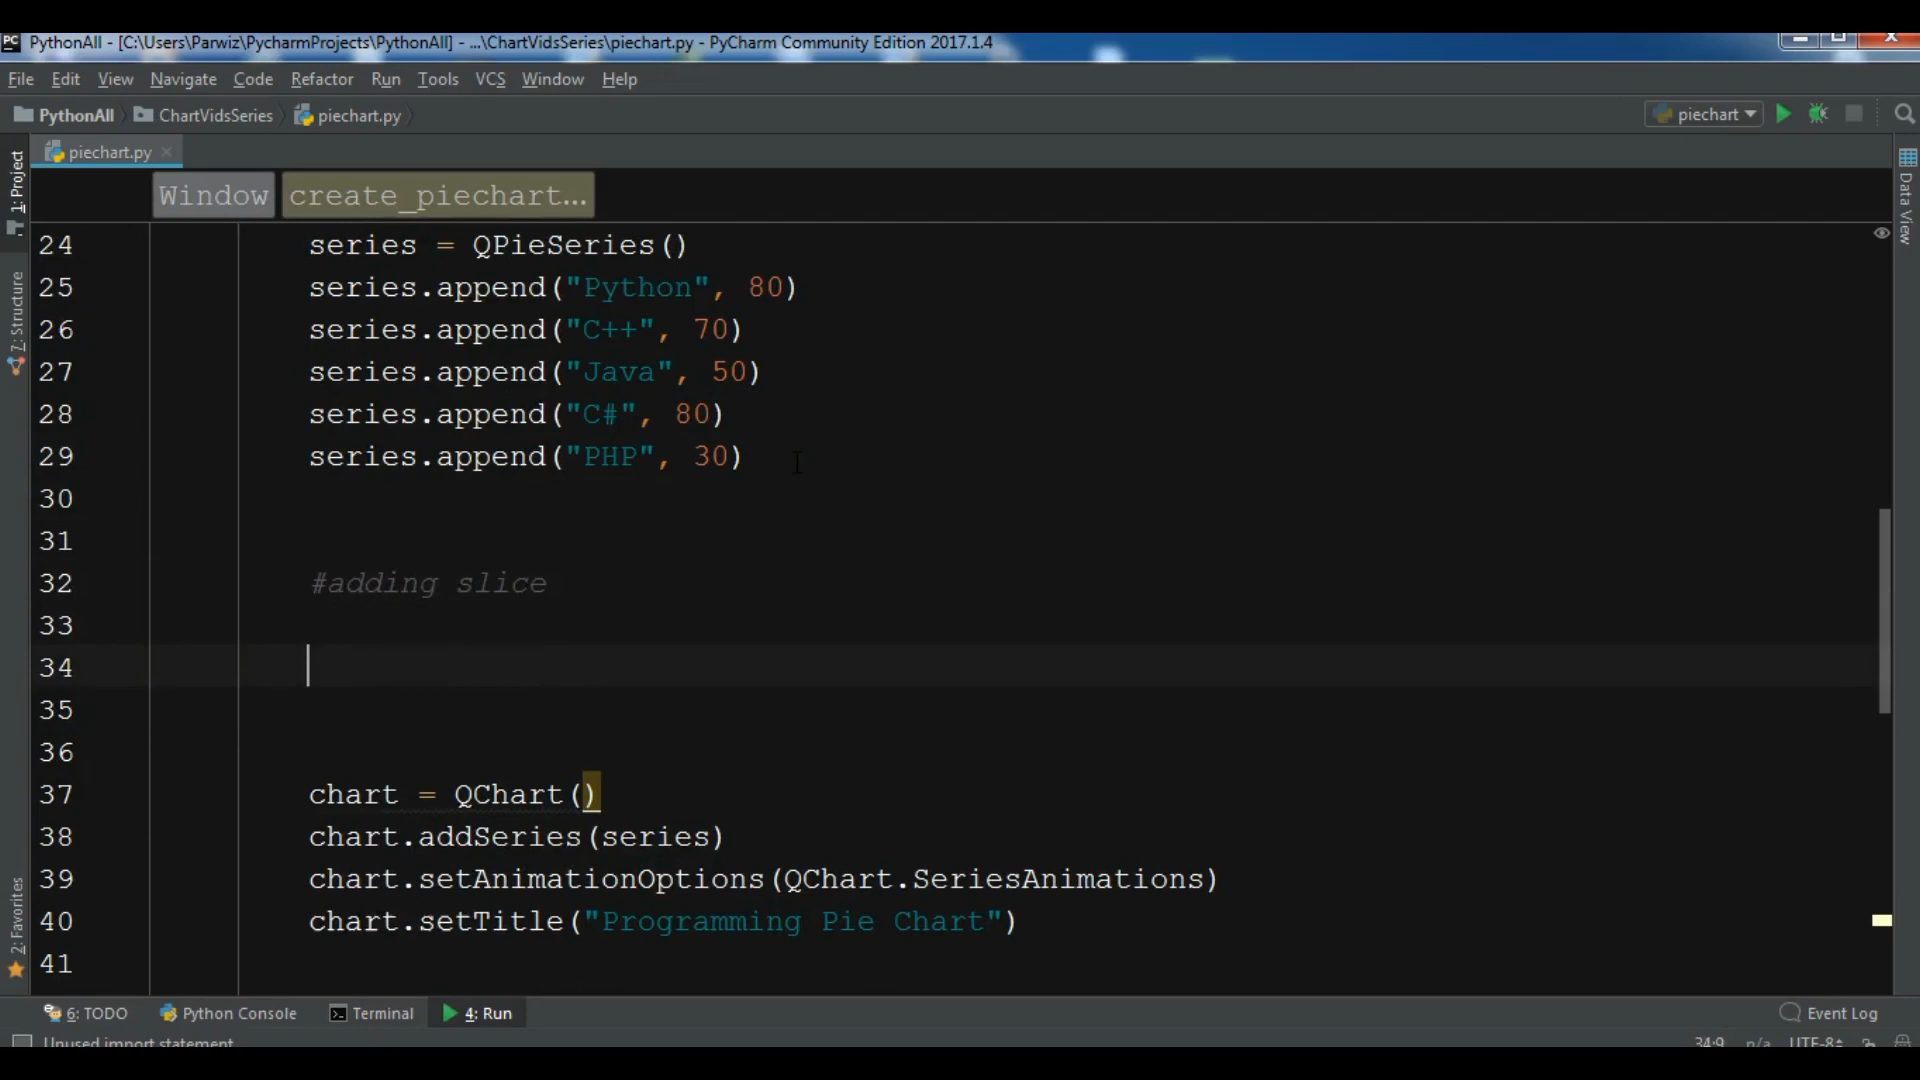 PC PythonAll - [C:\Users\Parwiz\PycharmProjects\PythonAll] - ...\ChartVidsSeries\piechart.py - PyCharm Community Edition 2017.1.4
File Edit View Navigate Code Refactor Run Tools VCS Window Help
PythonAll ChartVidsSeries piechart.py piechart
piechart.py
1: Project
7: Structure
2: Favorites
Data View
Window create_piechart...
24 series = QPieSeries()
25 series.append("Python", 80)
26 series.append("C++", 70)
27 series.append("Java", 50)
28 series.append("C#", 80)
29 series.append("PHP", 30)
30
31
32 #adding slice
33
34
35
36
37 chart = QChart()
38 chart.addSeries(series)
39 chart.setAnimationOptions(QChart.SeriesAnimations)
40 chart.setTitle("Programming Pie Chart")
41
6: TODO Python Console Terminal 4: Run Event Log
Unused import statement 34:9 n/a UTF-8